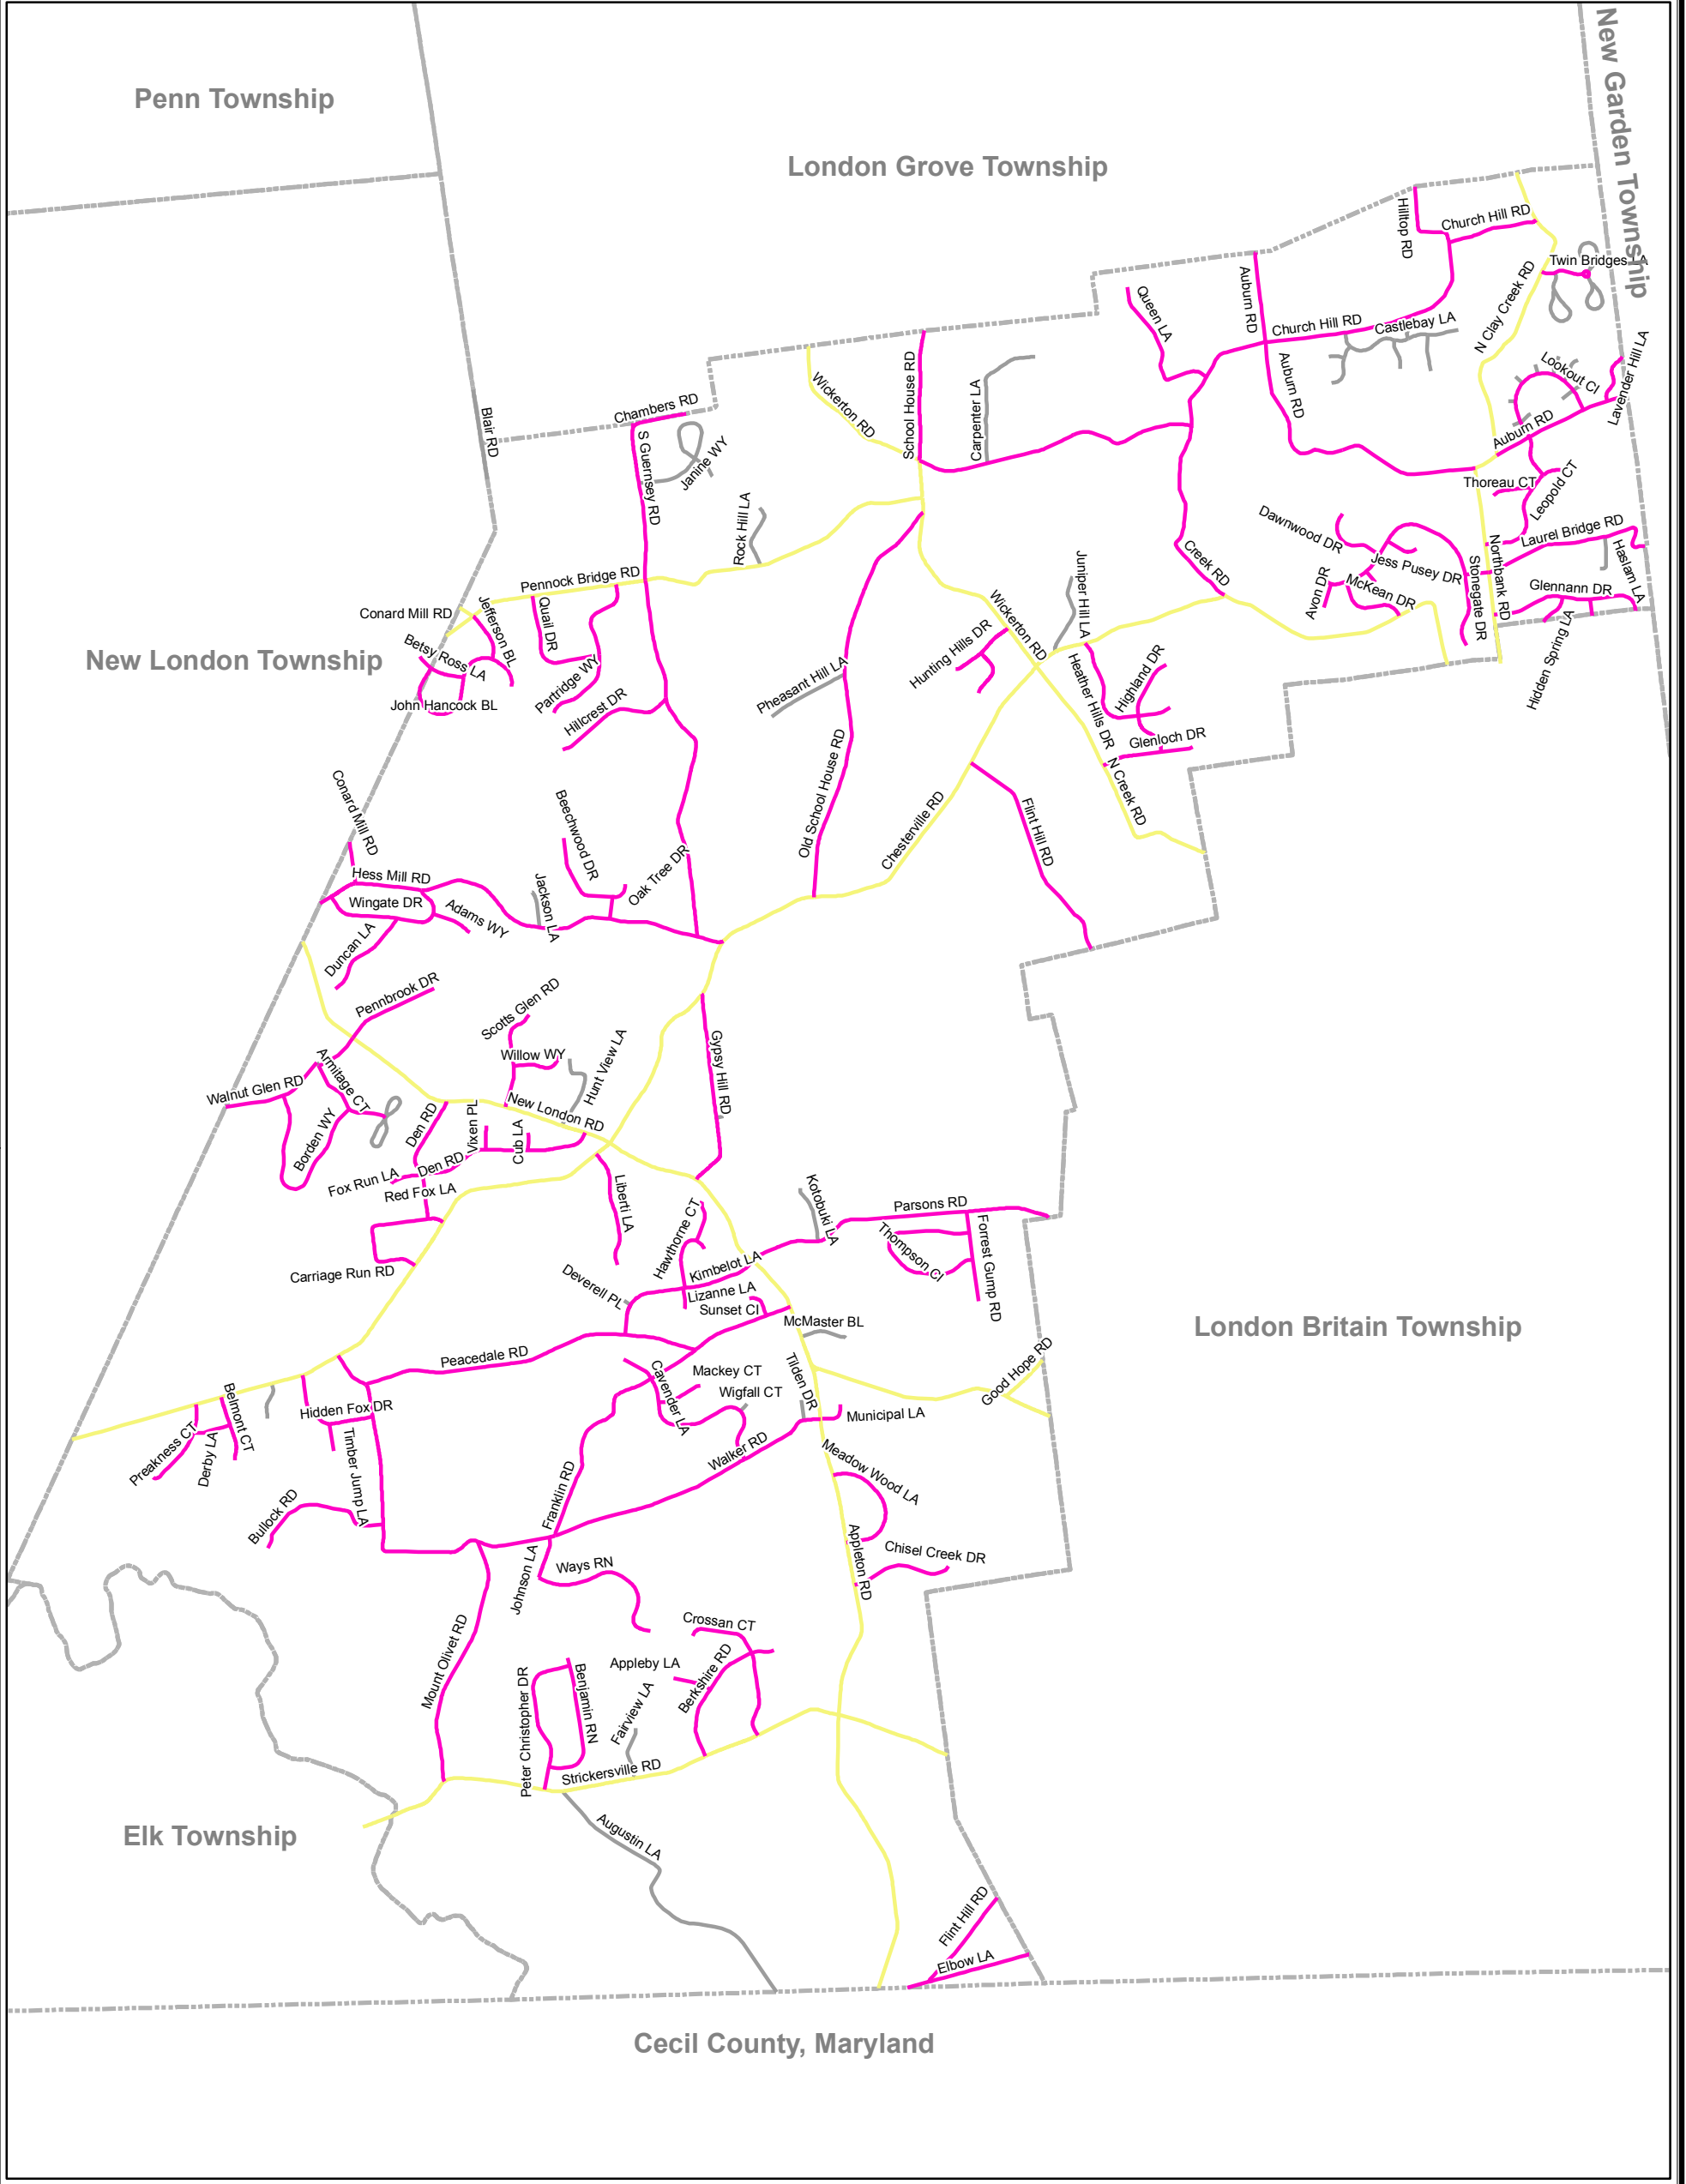 New Garden Township
Penn Township
London Grove Township
Hilltop RD
Church Hill RD
Twin Bridges LA
N Clay Creek RD
Auburn RD
Queen LA
Church Hill RD
Castlebay LA
Lavender Hill LA
Lookout CI
Auburn RD
Auburn RD
School House RD
Wickerton RD
Carpenter LA
Blair RD
Chambers RD
S Guernsey RD
Janine WY
Rock Hill LA
Thoreau CT
Leopold CT
Dawnwood DR
Laurel Bridge RD
Northbank RD
Haslam LA
Jess Pusey DR
Stonegate DR
Glennann DR
Avon DR
McKean DR
Hidden Spring LA
Creek RD
Juniper Hill LA
Pennock Bridge RD
Conard Mill RD
Jefferson BL
Quail DR
Betsy Ross LA
John Hancock BL
Partridge WY
Hillcrest DR
New London Township
Wickerton RD
Hunting Hills DR
Pheasant Hill LA
Heather Hills DR
Highland DR
Glenloch DR
N Creek RD
Old School House RD
Chesterville RD
Flint Hill RD
Conard Mill RD
Hess Mill RD
Wingate DR
Adams WY
Duncan LA
Jackson LA
Beechwood DR
Oak Tree DR
Pennbrook DR
Scotts Glen RD
Willow WY
Hunt View LA
Gypsy Hill RD
Armitage CT
Walnut Glen RD
Borden WY
New London RD
Den RD
Vixen PL
Cub LA
Fox Run LA
Den RD
Red Fox LA
Carriage Run RD
Liberti LA
Hawthorne CT
Kotobuki LA
Parsons RD
Thompson CI
Forrest Gump RD
Kimbelot LA
Deverell PL
Lizanne LA
Sunset CI
McMaster BL
London Britain Township
Peacedale RD
Tilden DR
Good Hope RD
Mackey CT
Cavender LA
Wigfall CT
Municipal LA
Belmont CT
Hidden Fox DR
Preakness CT
Derby LA
Timber Jump LA
Walker RD
Meadow Wood LA
Bullock RD
Franklin RD
Appleton RD
Chisel Creek DR
Johnson LA
Ways RN
Mount Olivet RD
Crossan CT
Appleby LA
Berkshire RD
Peter Christopher DR
Benjamin RN
Fairview LA
Strickersville RD
Augustin LA
Elk Township
Flint Hill RD
Elbow LA
Cecil County, Maryland